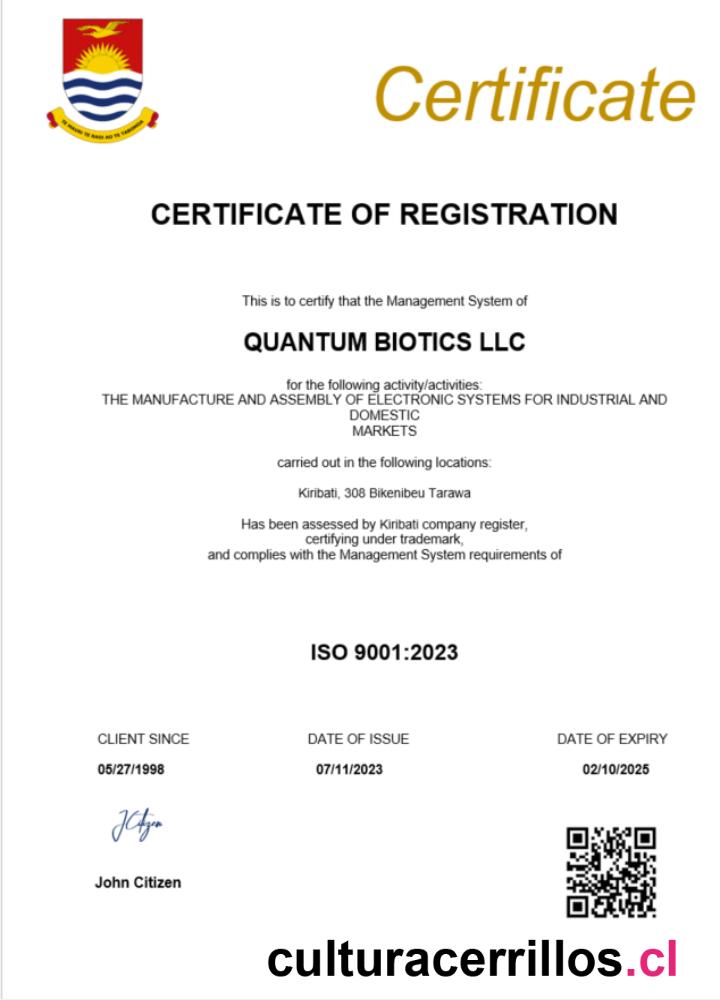 Certificate
TE MAURI TE RAOI AO TE TABOMOA
CERTIFICATE OF REGISTRATION
This is to certify that the Management System of
QUANTUM BIOTICS LLC
for the following activity/activities:
THE MANUFACTURE AND ASSEMBLY OF ELECTRONIC SYSTEMS FOR INDUSTRIAL AND
DOMESTIC
MARKETS
carried out in the following locations:
Kiribati, 308 Bikenibeu Tarawa
Has been assessed by Kiribati company register,
certifying under trademark,
and complies with the Management System requirements of
ISO 9001:2023
CLIENT SINCE DATE OF ISSUE DATE OF EXPIRY
05/27/1998 07/11/2023 02/10/2025
JCitizen
John Citizen
culturacerrillos.cl